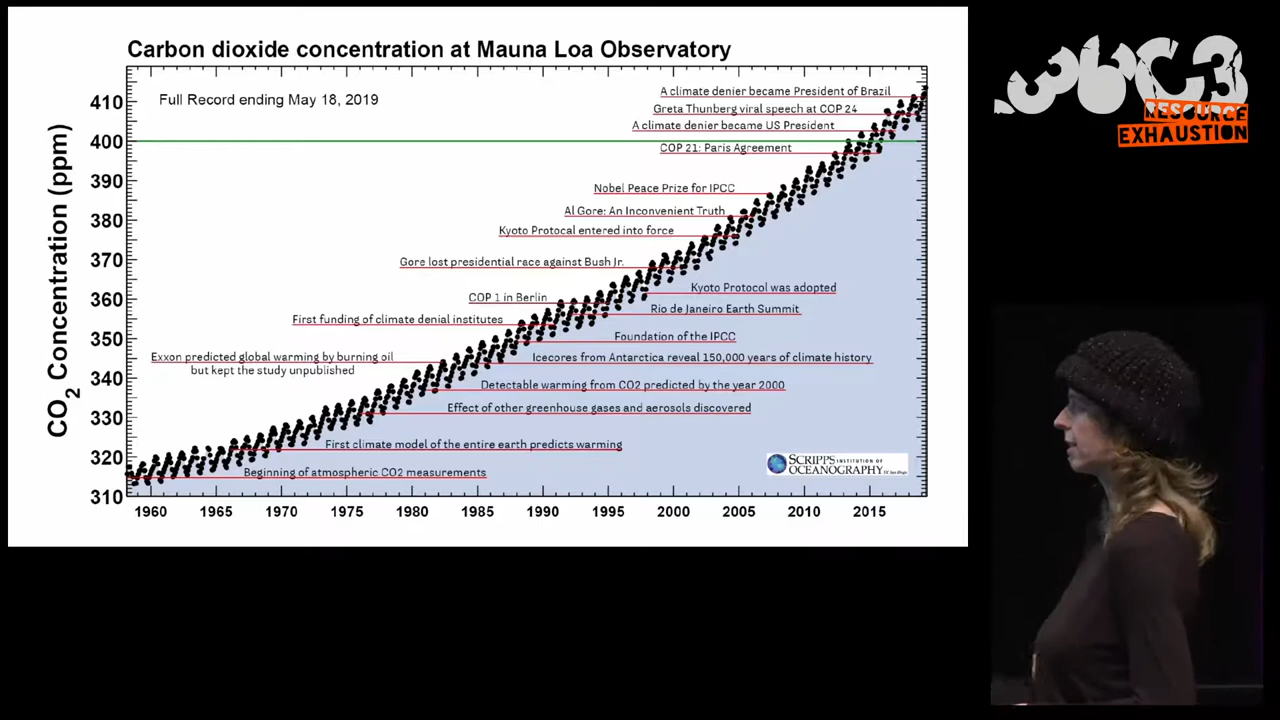 Carbon dioxide concentration at Mauna Loa Observatory
Full Record ending May 18, 2019
CO2 Concentration (ppm)
410
400
390
380
370
360
350
340
330
320
310
A climate denier became President of Brazil
Greta Thunberg viral speech at COP 24
A climate denier became US President
COP 21: Paris Agreement
Nobel Peace Prize for IPCC
Al Gore: An Inconvenient Truth
Kyoto Protocal entered into force
Gore lost presidential race against Bush Jr.
Kyoto Protocol was adopted
COP 1 in Berlin
Rio de Janeiro Earth Summit
First funding of climate denial institutes
Foundation of the IPCC
Exxon predicted global warming by burning oil
but kept the study unpublished
Icecores from Antarctica reveal 150,000 years of climate history
Detectable warming from CO2 predicted by the year 2000
Effect of other greenhouse gases and aerosols discovered
First climate model of the entire earth predicts warming
Beginning of atmospheric CO2 measurements
SCRIPPS INSTITUTION OF
OCEANOGRAPHY
UC San Diego
1960 1965 1970 1975 1980 1985 1990 1995 2000 2005 2010 2015
36C3
RESOURCE
EXHAUSTION